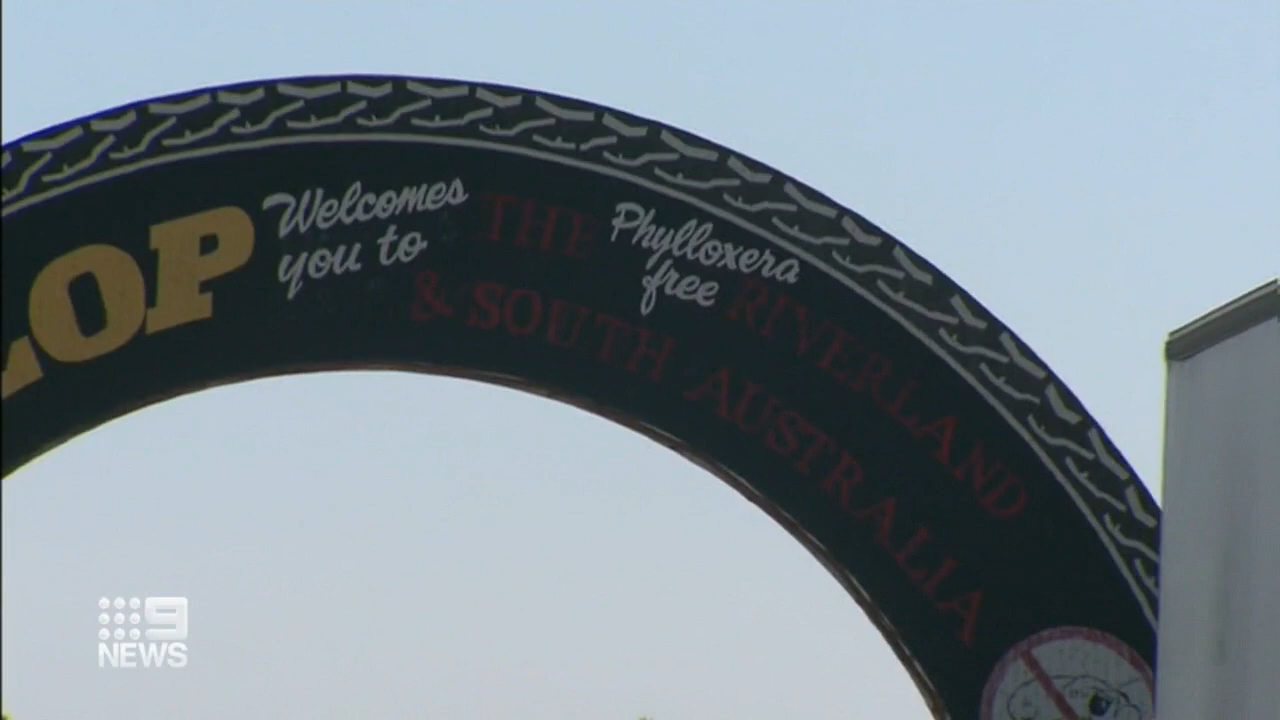 LOP Welcomes THE Phylloxera RIVERLAND
you to & SOUTH free AUSTRALIA
9
NEWS